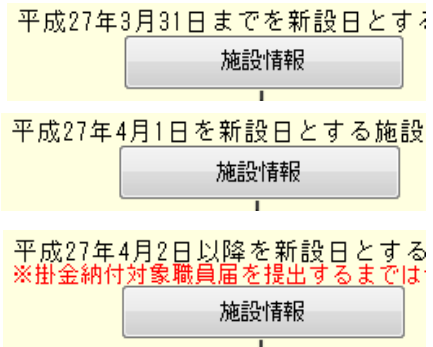 平成27年3月31日までを新設日とする
施設情報
平成27年4月1日を新設日とする施設
施設情報
平成27年4月2日以降を新設日とする
※掛金納付対象職員届を提出するまでは
施設情報